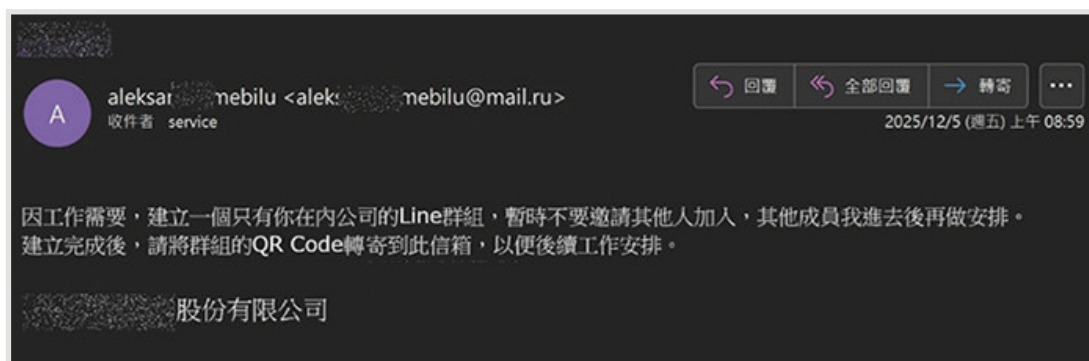 回覆
全部回覆
轉寄
A
aleksa mebilu <alek mebilu@mail.ru>
收件者 service
2025/12/5 (週五) 上午 08:59
因工作需要，建立一個只有你在內公司的Line群組，暫時不要邀請其他人加入，其他成員我進去後再做安排。
建立完成後，請將群組的QR Code轉寄到此信箱，以便後續工作安排。
股份有限公司